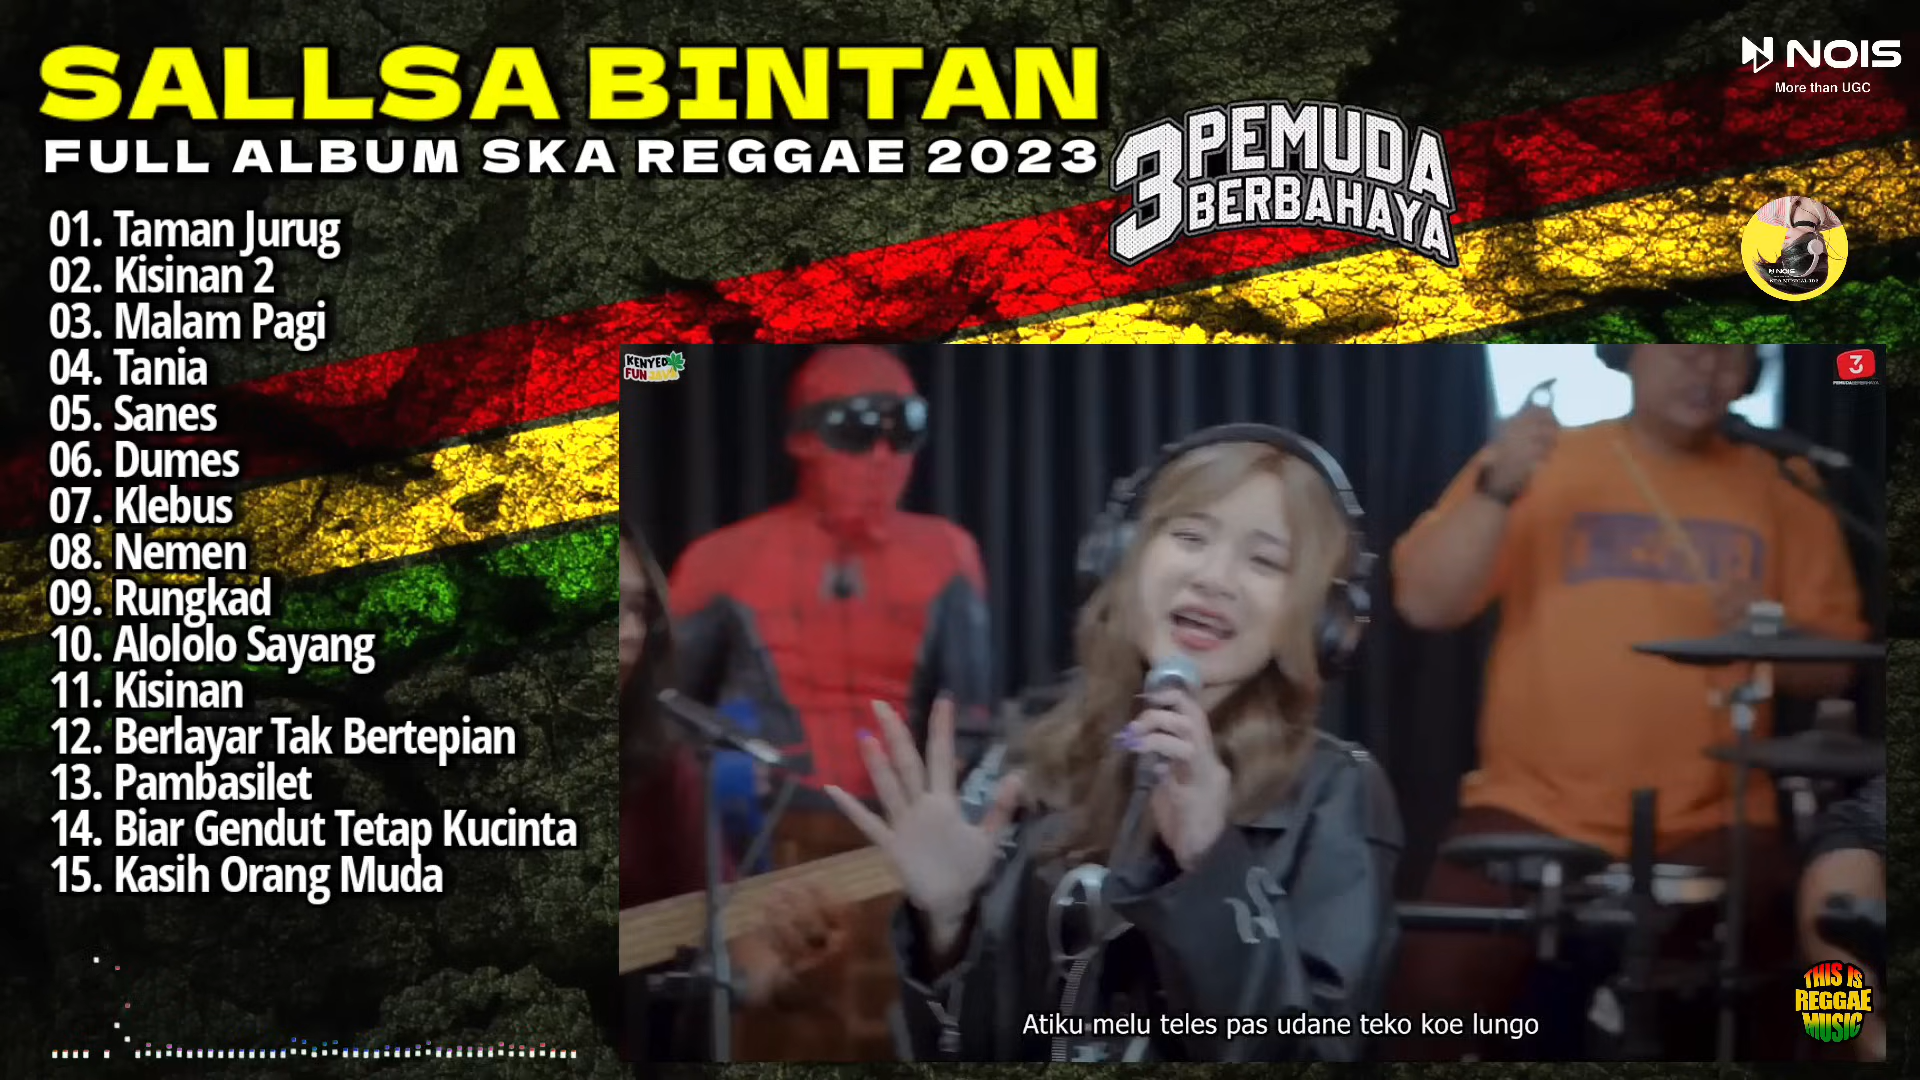 SALLSA BINTAN
FULL ALBUM SKA REGGAE 2023
NOIS
More than UGC
3 PEMUDA
BERBAHAYA
01. Taman Jurug
02. Kisinan 2
03. Malam Pagi
04. Tania
05. Sanes
06. Dumes
07. Klebus
08. Nemen
09. Rungkad
10. Alololo Sayang
11. Kisinan
12. Berlayar Tak Bertepian
13. Pambasilet
14. Biar Gendut Tetap Kucinta
15. Kasih Orang Muda
NOIS
KENYED
FUN
3
Atiku melu teles pas udane teko koe lungo
THIS IS
REGGAE
MUSIC